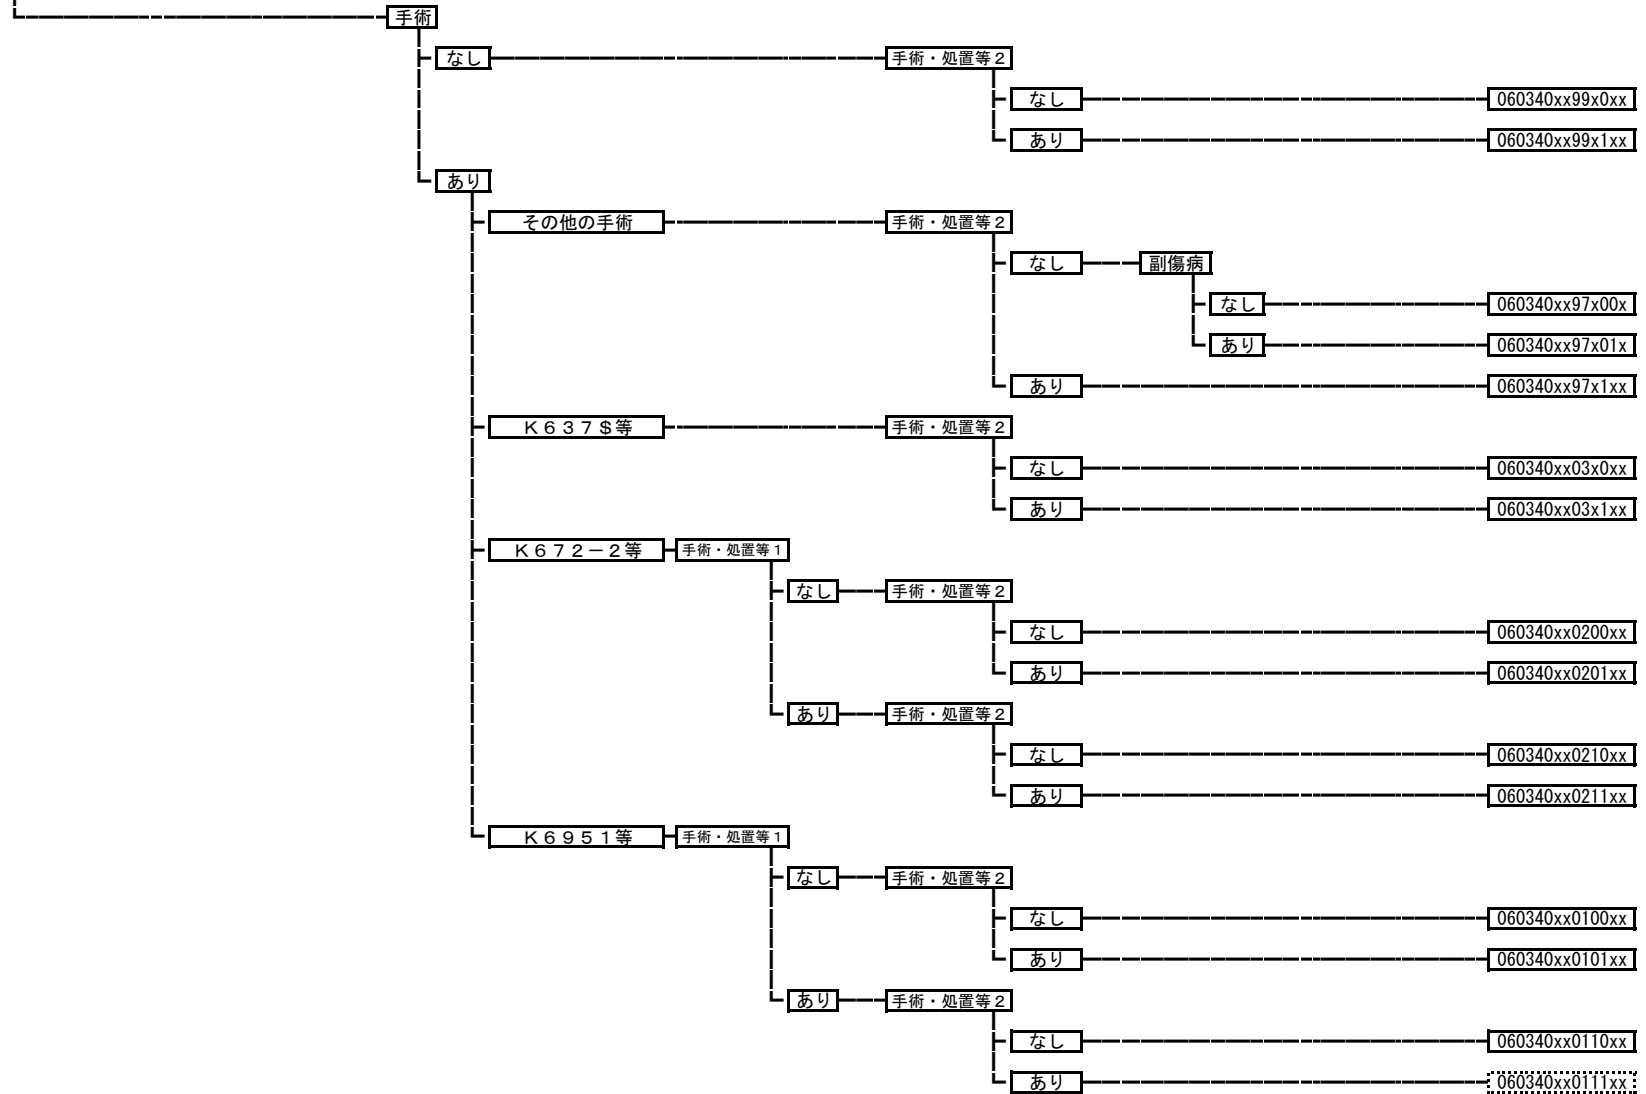 手術
なし 手術・処置等2
なし 060340xx99x0xx
あり 060340xx99x1xx
あり
その他の手術 手術・処置等2
なし 副傷病
なし 060340xx97x00x
あり 060340xx97x01x
あり 060340xx97x1xx
K637$等 手術・処置等2
なし 060340xx03x0xx
あり 060340xx03x1xx
K672-2等 手術・処置等1
なし 手術・処置等2
なし 060340xx0200xx
あり 060340xx0201xx
あり 手術・処置等2
なし 060340xx0210xx
あり 060340xx0211xx
K6951等 手術・処置等1
なし 手術・処置等2
なし 060340xx0100xx
あり 060340xx0101xx
あり 手術・処置等2
なし 060340xx0110xx
あり 060340xx0111xx